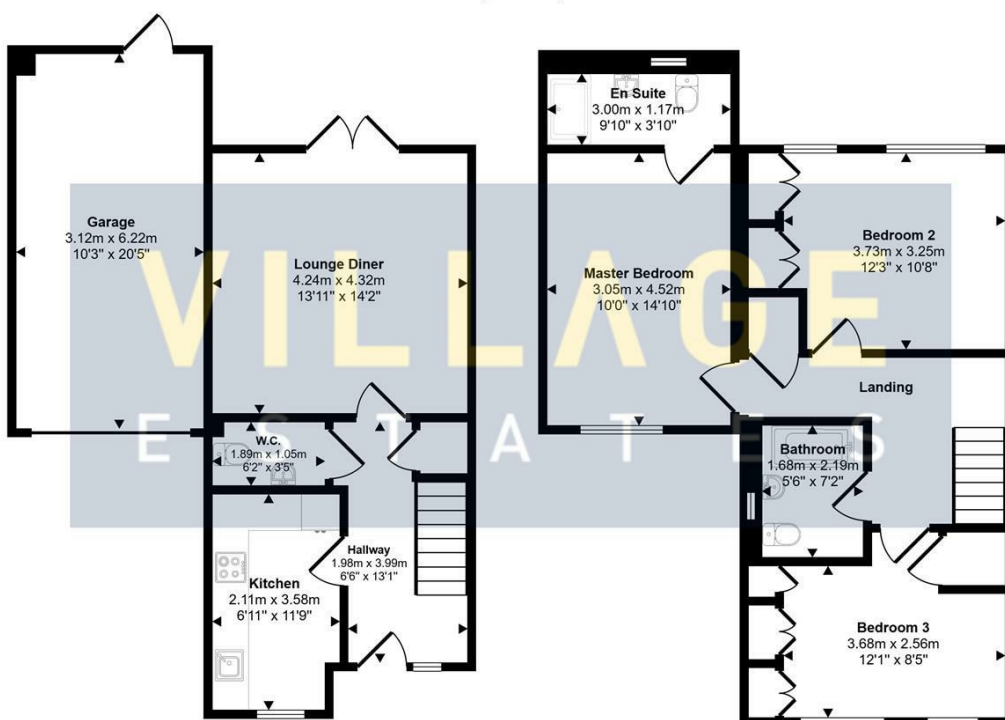 Garage
3.12m x 6.22m
10'3" x 20'5"
Lounge Diner
4.24m x 4.32m
13'11" x 14'2"
W.C.
1.89m x 1.05m
6'2" x 3'5"
Kitchen
2.11m x 3.58m
6'11" x 11'9"
Hallway
1.98m x 3.99m
6'6" x 13'1"
En Suite
3.00m x 1.17m
9'10" x 3'10"
Master Bedroom
3.05m x 4.52m
10'0" x 14'10"
Bedroom 2
3.73m x 3.25m
12'3" x 10'8"
Landing
Bathroom
1.68m x 2.19m
5'6" x 7'2"
Bedroom 3
3.68m x 2.56m
12'1" x 8'5"
VILLAGE
ESTATES